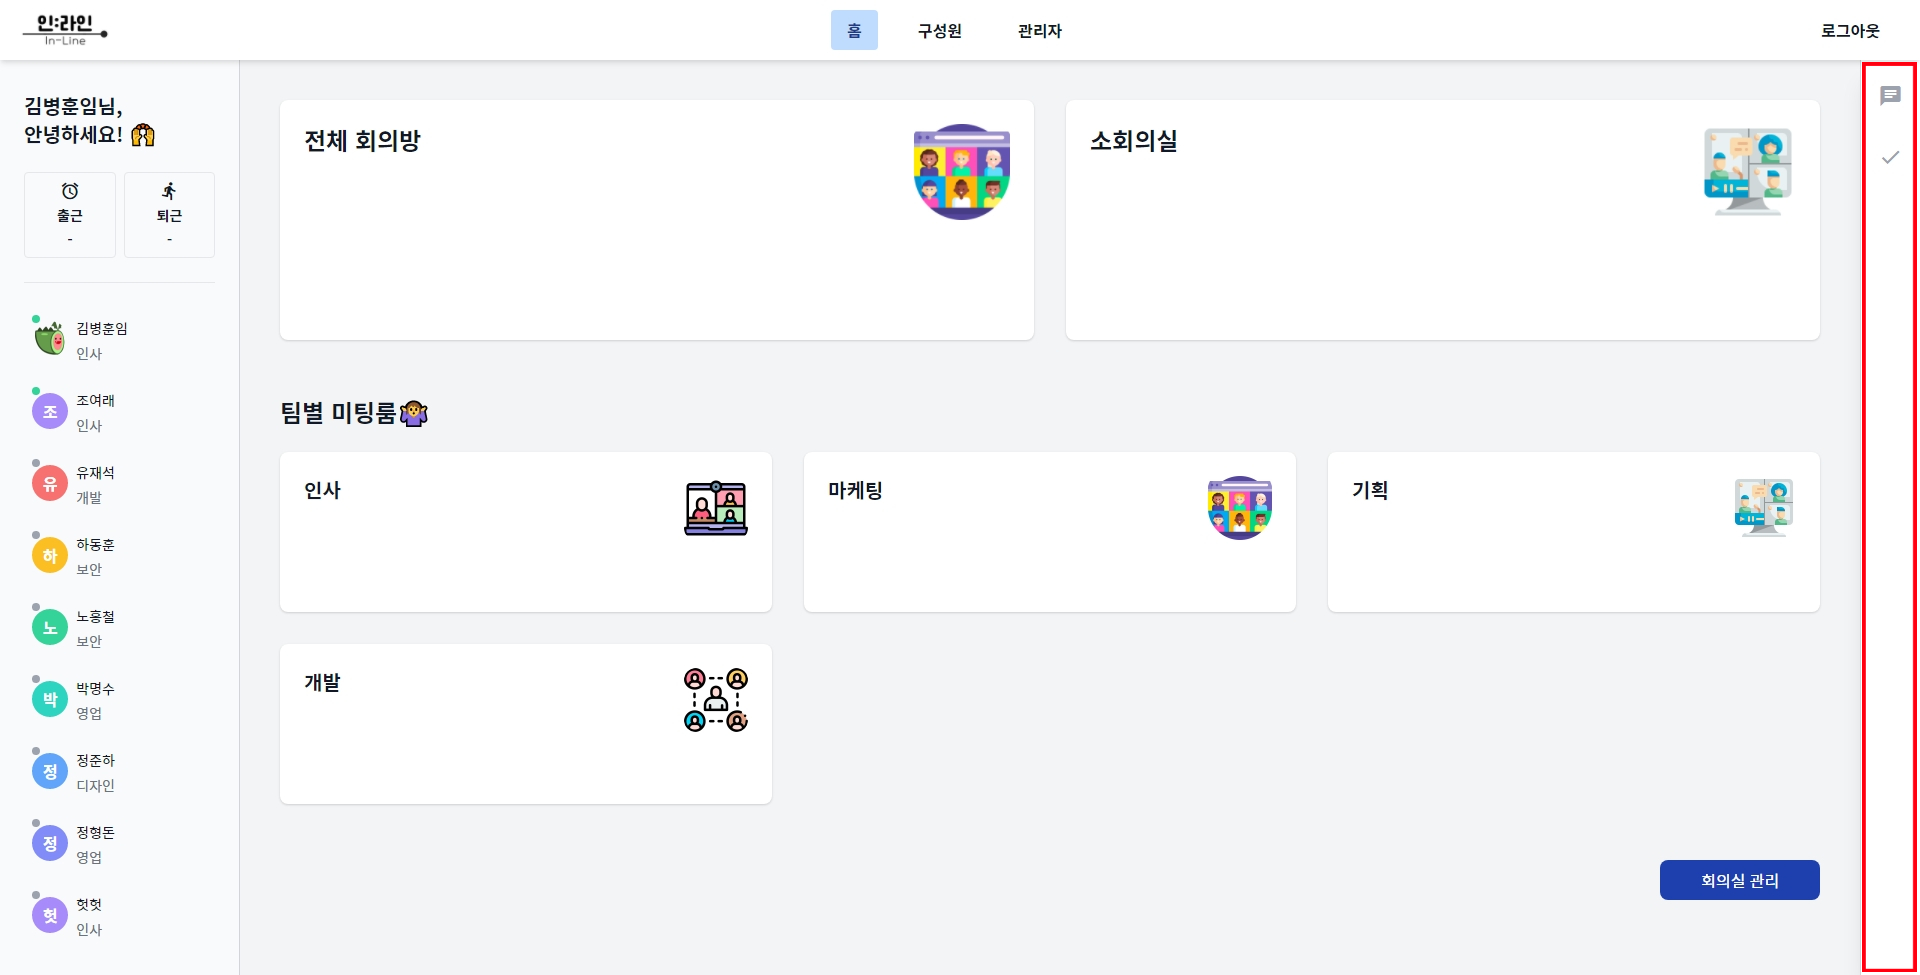 인:라인
In-Line
홈
구성원
관리자
로그아웃
김병훈임님,
안녕하세요!
출근
-
퇴근
-
김병훈임
인사
조
조여래
인사
유
유재석
개발
하
하동훈
보안
노
노홍철
보안
박
박명수
영업
정
정준하
디자인
정
정형돈
영업
헛
헛헛
인사
전체 회의방
소회의실
팀별 미팅룸
인사
마케팅
기획
개발
회의실 관리